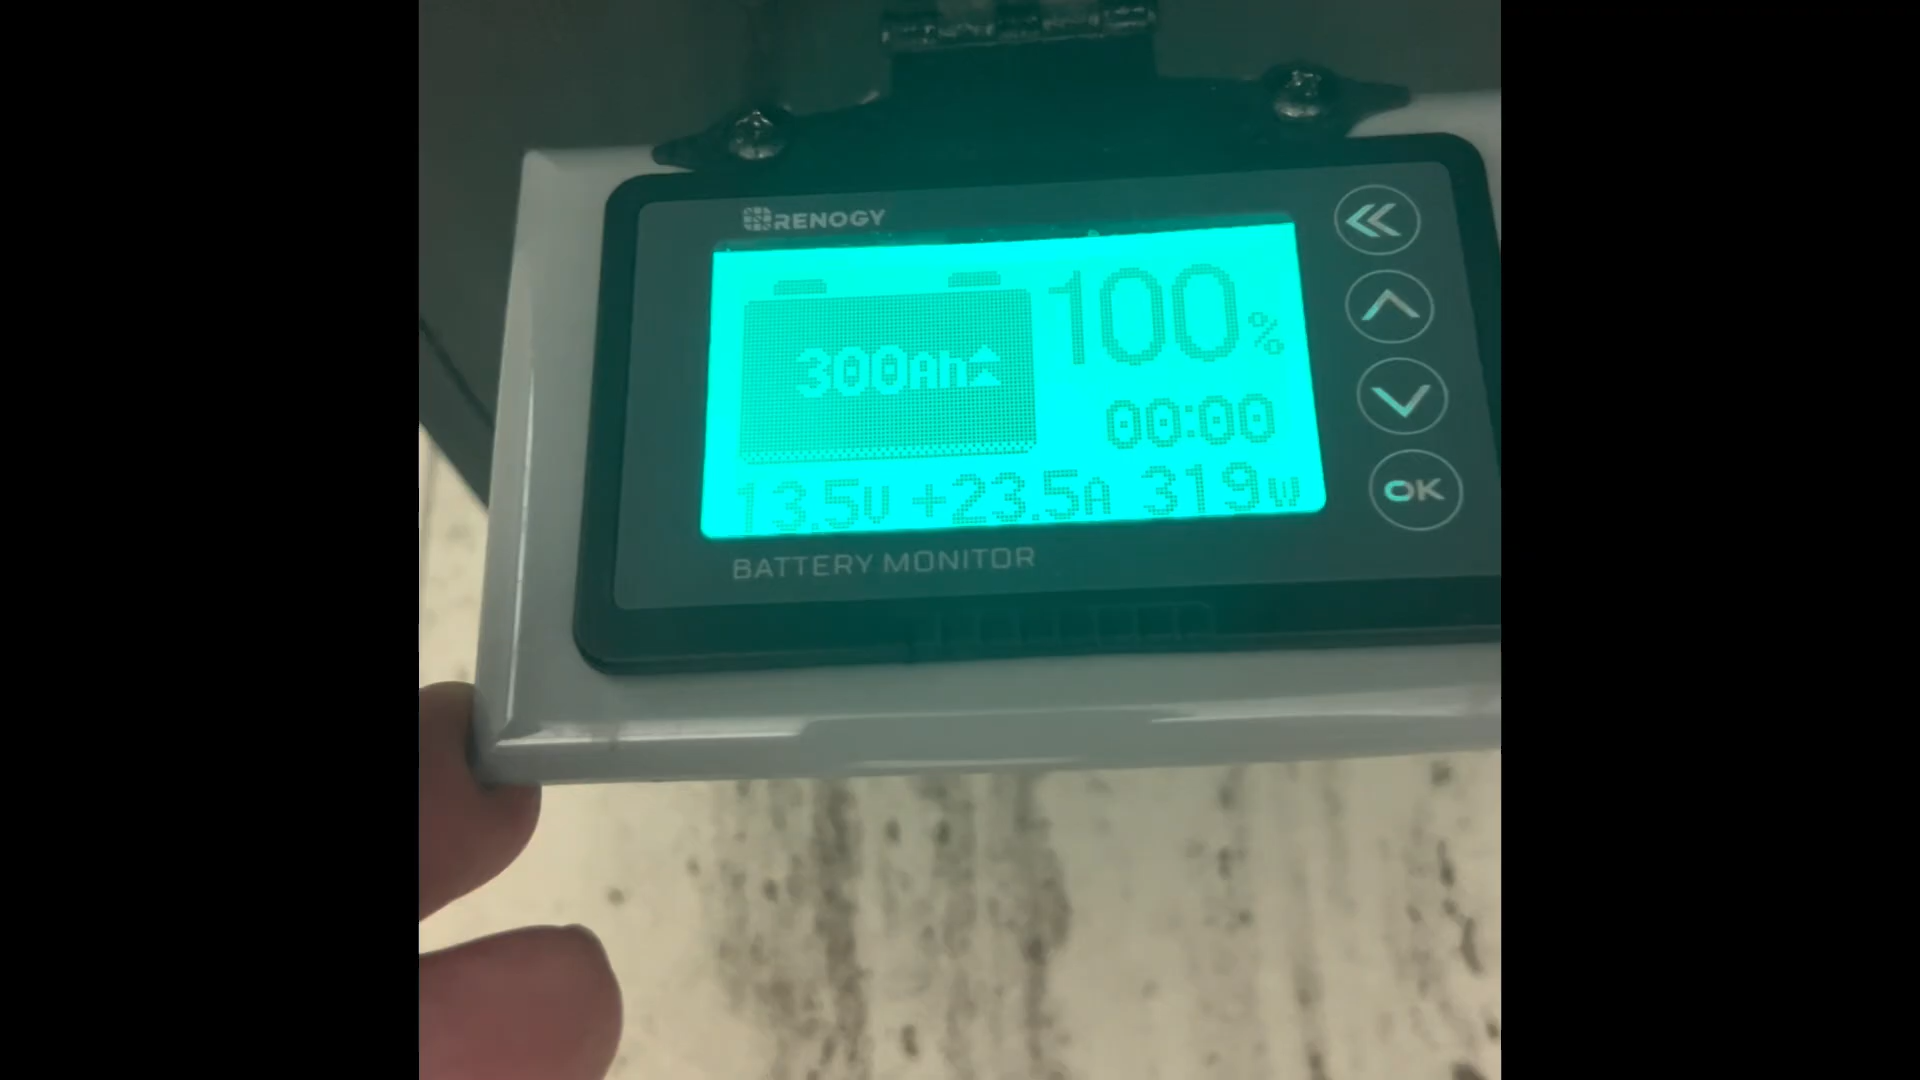 RENOGY
300Ah
100%
00:00
13.5V +23.5A 319W
BATTERY MONITOR
OK